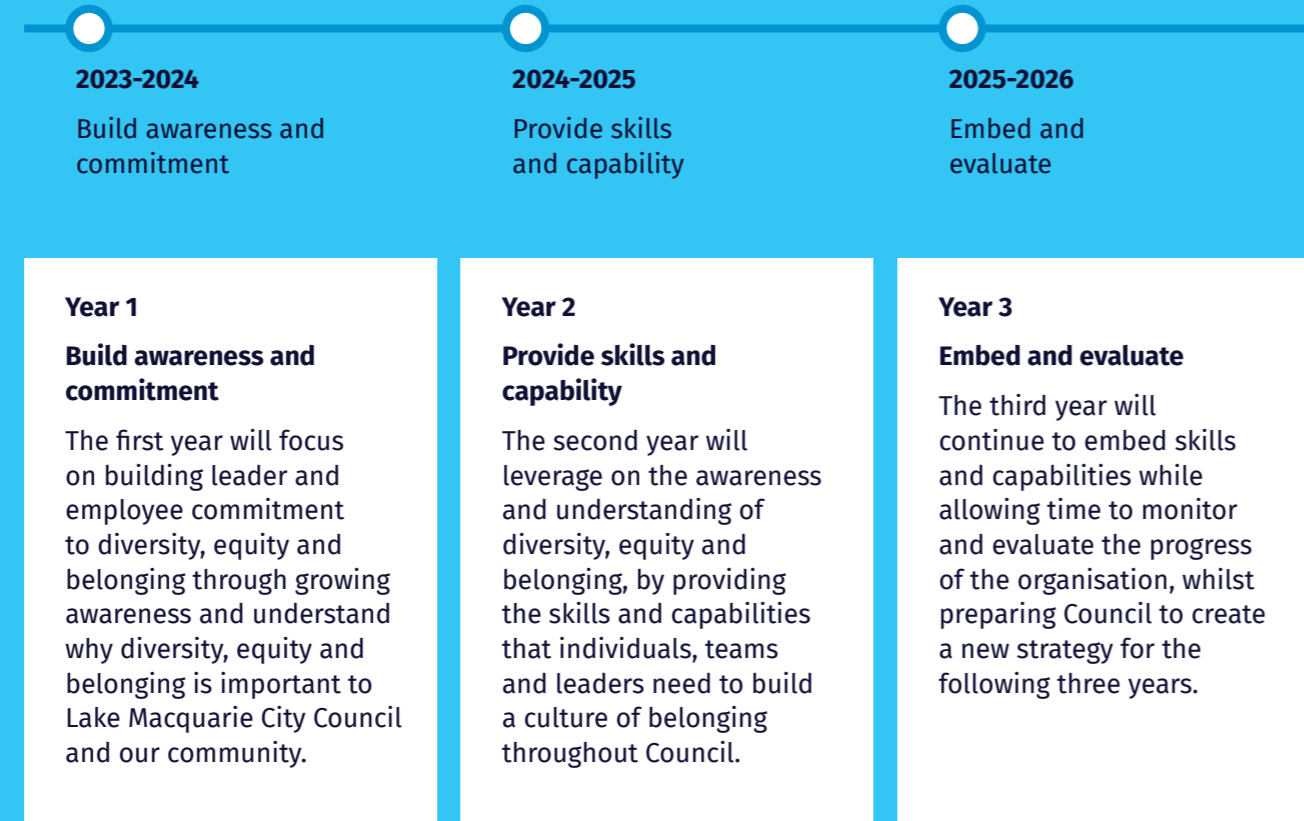 2023-2024
Build awareness and
commitment
2024-2025
Provide skills
and capability
2025-2026
Embed and
evaluate
Year 1
Build awareness and
commitment
The first year will focus
on building leader and
employee commitment
to diversity, equity and
belonging through growing
awareness and understand
why diversity, equity and
belonging is important to
Lake Macquarie City Council
and our community.
Year 2
Provide skills and
capability
The second year will
leverage on the awareness
and understanding of
diversity, equity and
belonging, by providing
the skills and capabilities
that individuals, teams
and leaders need to build
a culture of belonging
throughout Council.
Year 3
Embed and evaluate
The third year will
continue to embed skills
and capabilities while
allowing time to monitor
and evaluate the progress
of the organisation, whilst
preparing Council to create
a new strategy for the
following three years.